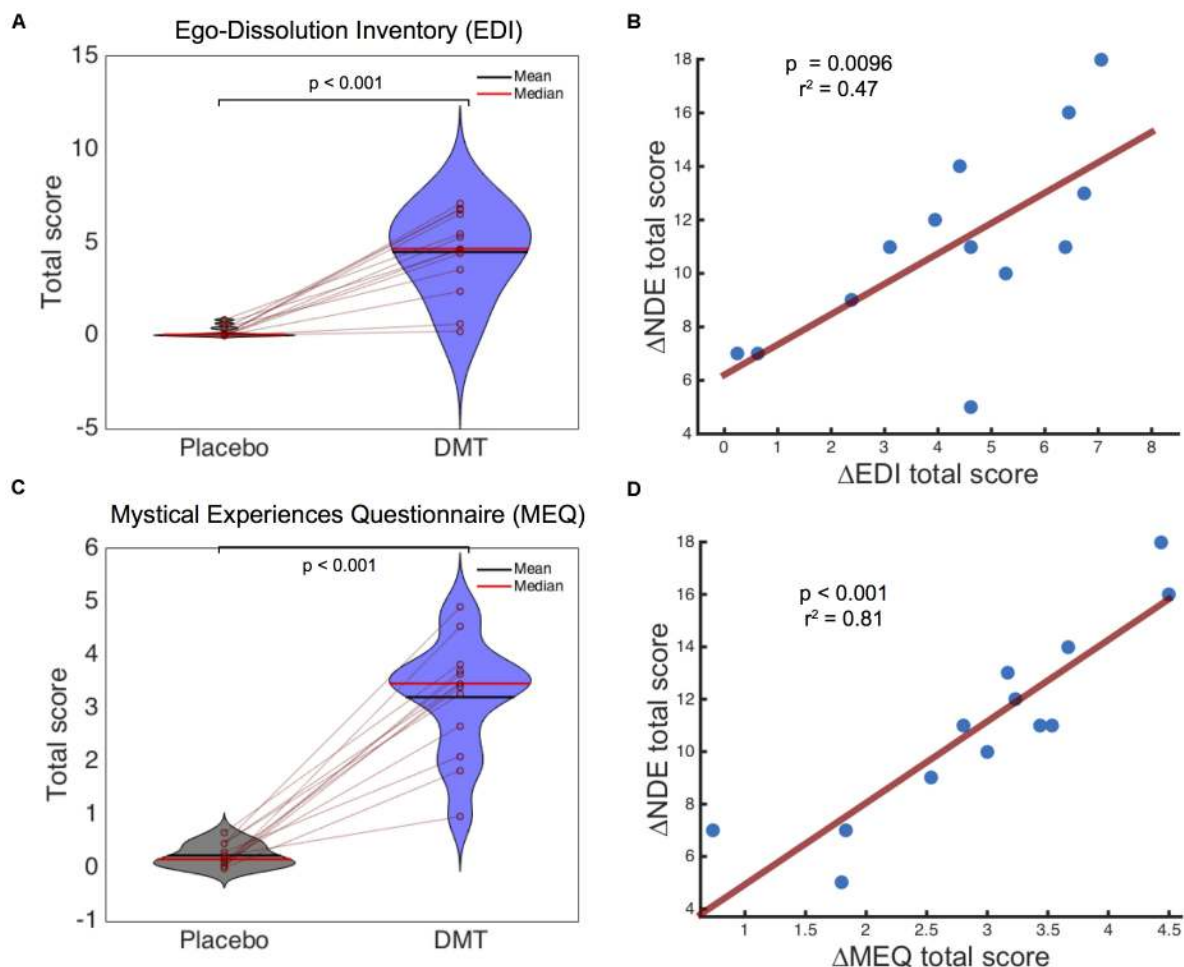 A
Ego-Dissolution Inventory (EDI)
15
10
5
0
-5
Total score
p < 0.001
Mean
Median
Placebo
DMT
B
18
16
14
12
10
8
6
4
ΔNDE total score
p = 0.0096
r² = 0.47
0 1 2 3 4 5 6 7 8
ΔEDI total score
C
Mystical Experiences Questionnaire (MEQ)
6
5
4
3
2
1
0
-1
Total score
p < 0.001
Mean
Median
Placebo
DMT
D
18
16
14
12
10
8
6
4
ΔNDE total score
p < 0.001
r² = 0.81
1 1.5 2 2.5 3 3.5 4 4.5
ΔMEQ total score